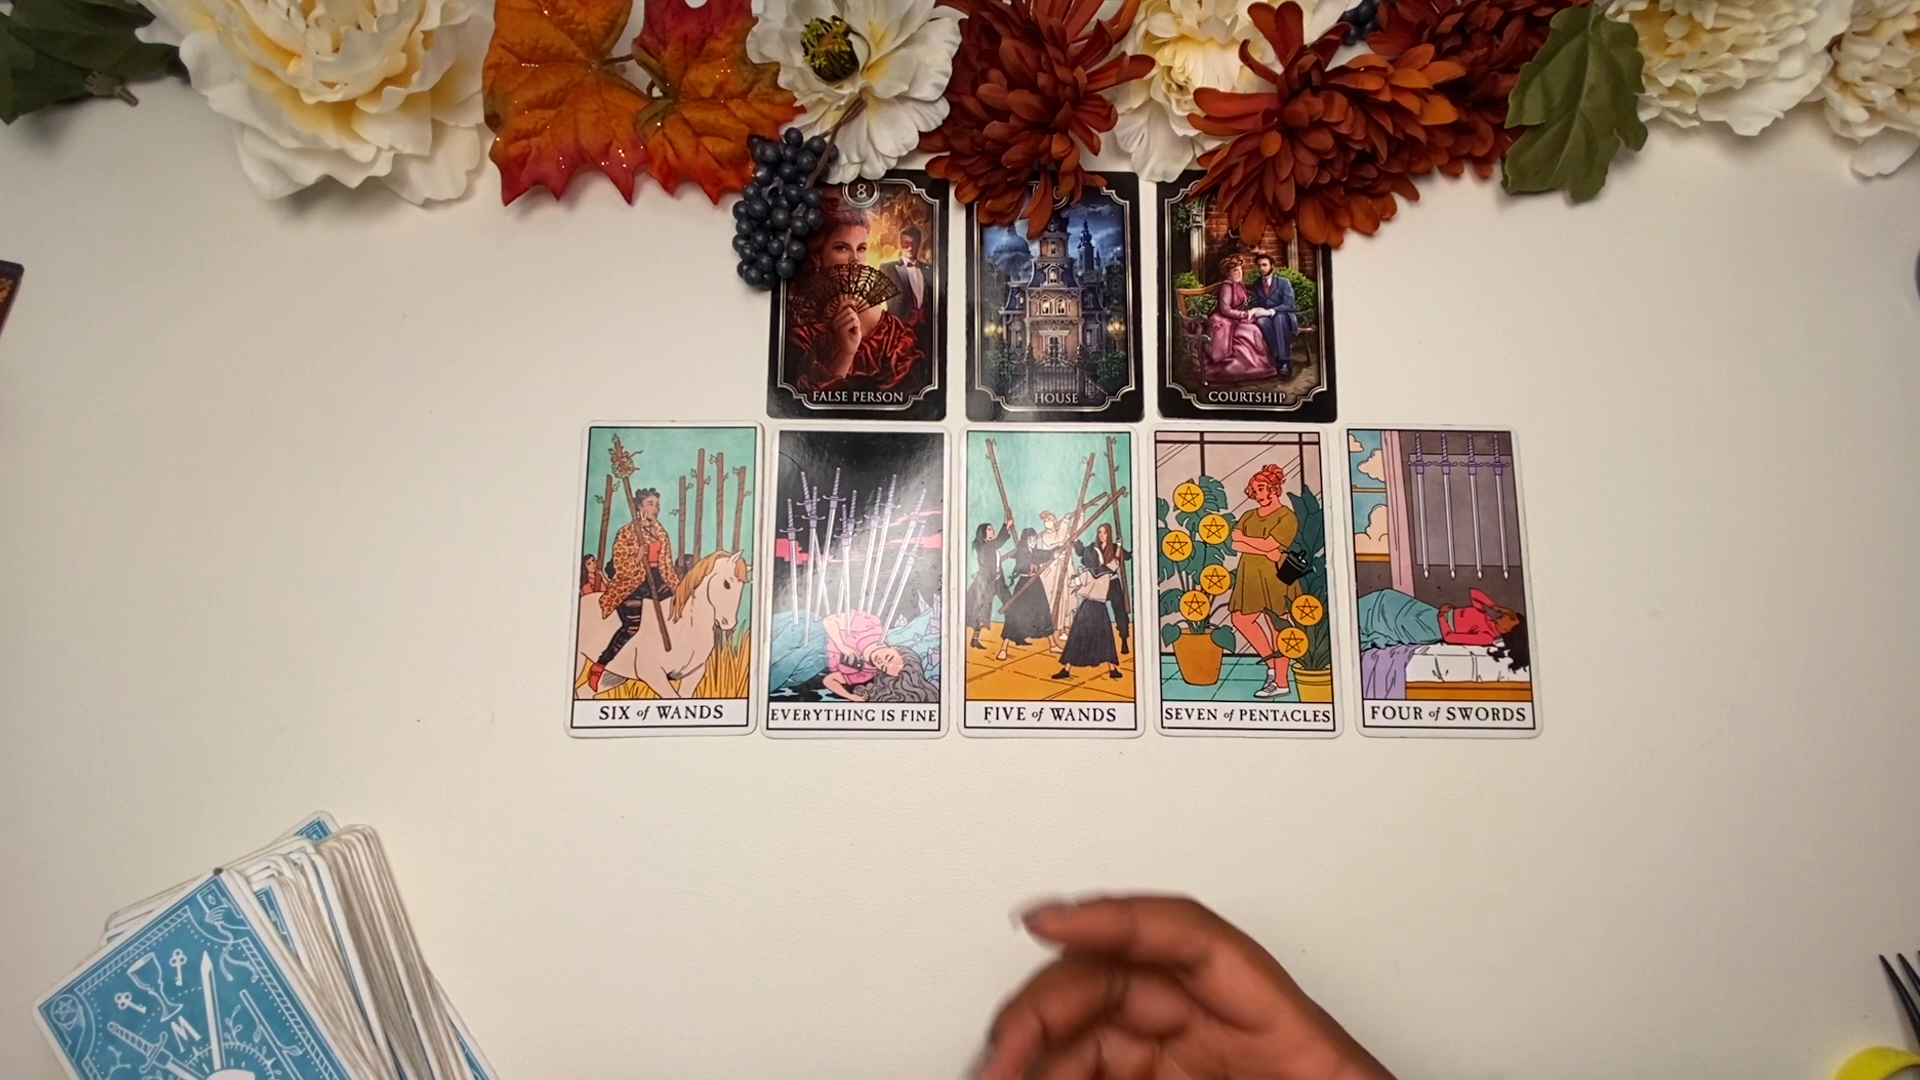 8
FALSE PERSON
HOUSE
COURTSHIP
SIX of WANDS
EVERYTHING IS FINE
FIVE of WANDS
SEVEN of PENTACLES
FOUR of SWORDS
M